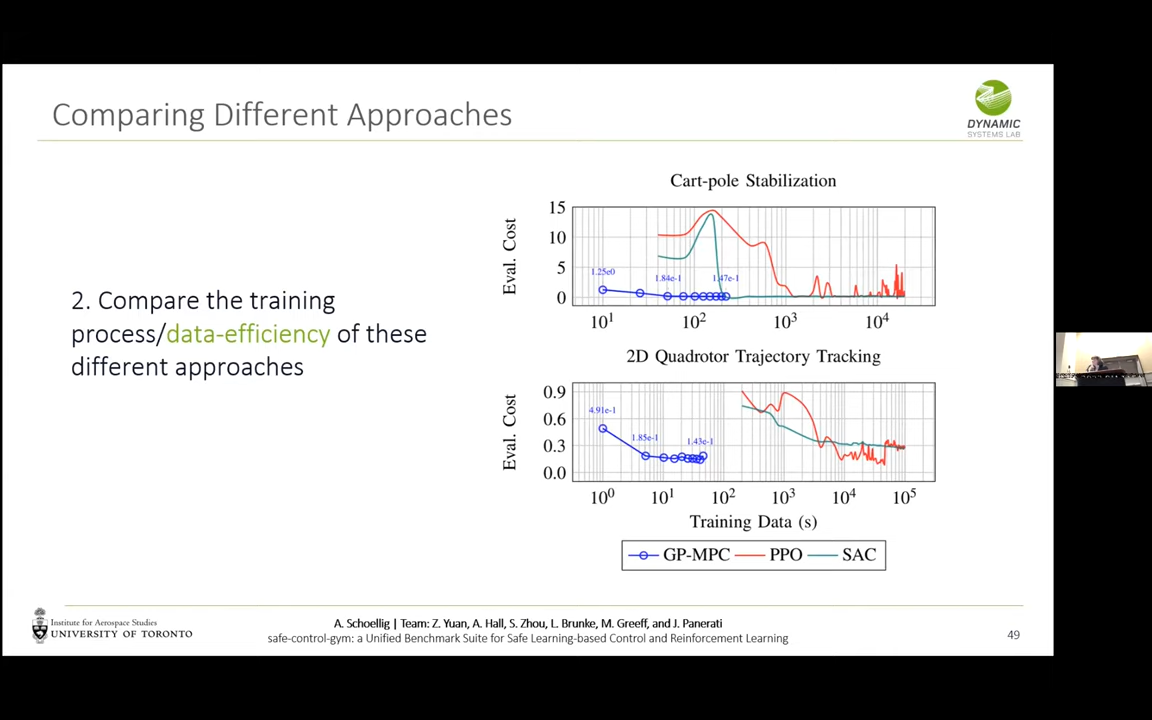 Comparing Different Approaches
DYNAMIC
SYSTEMS LAB
2. Compare the training
process/data-efficiency of these
different approaches
Cart-pole Stabilization
Eval. Cost
15
10
5
0
1.25e0
1.84e-1
1.47e-1
10¹ 10² 10³ 10⁴
2D Quadrotor Trajectory Tracking
Eval. Cost
0.9
0.6
0.3
0.0
4.91e-1
1.85e-1
1.43e-1
10⁰ 10¹ 10² 10³ 10⁴ 10⁵
Training Data (s)
GP-MPC PPO SAC
Institute for Aerospace Studies
UNIVERSITY OF TORONTO
A. Schoellig | Team: Z. Yuan, A. Hall, S. Zhou, L. Brunke, M. Greeff, and J. Panerati
safe-control-gym: a Unified Benchmark Suite for Safe Learning-based Control and Reinforcement Learning
49